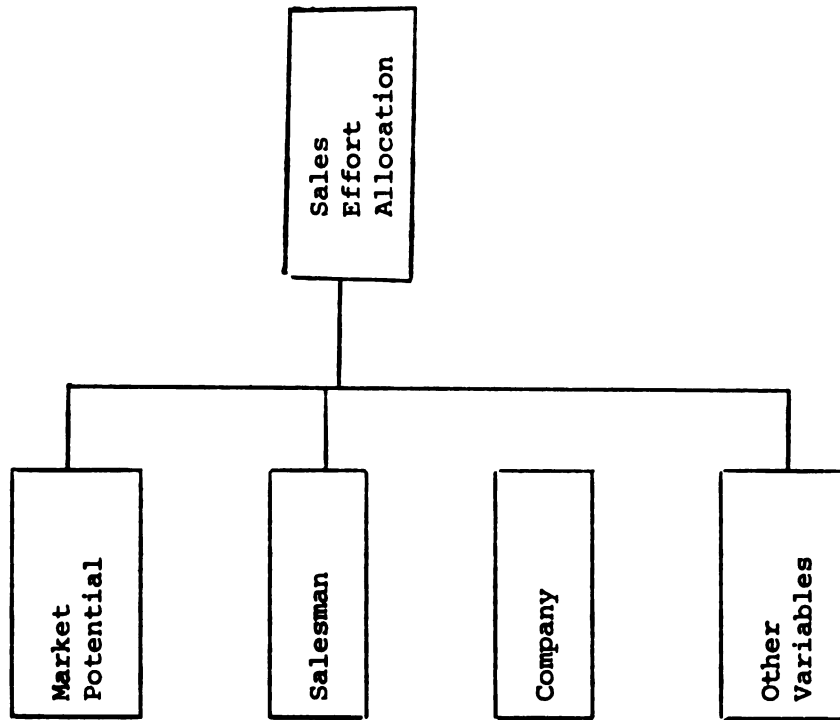 Sales
Effort
Allocation
Market
Potential
Salesman
Company
Other
Variables